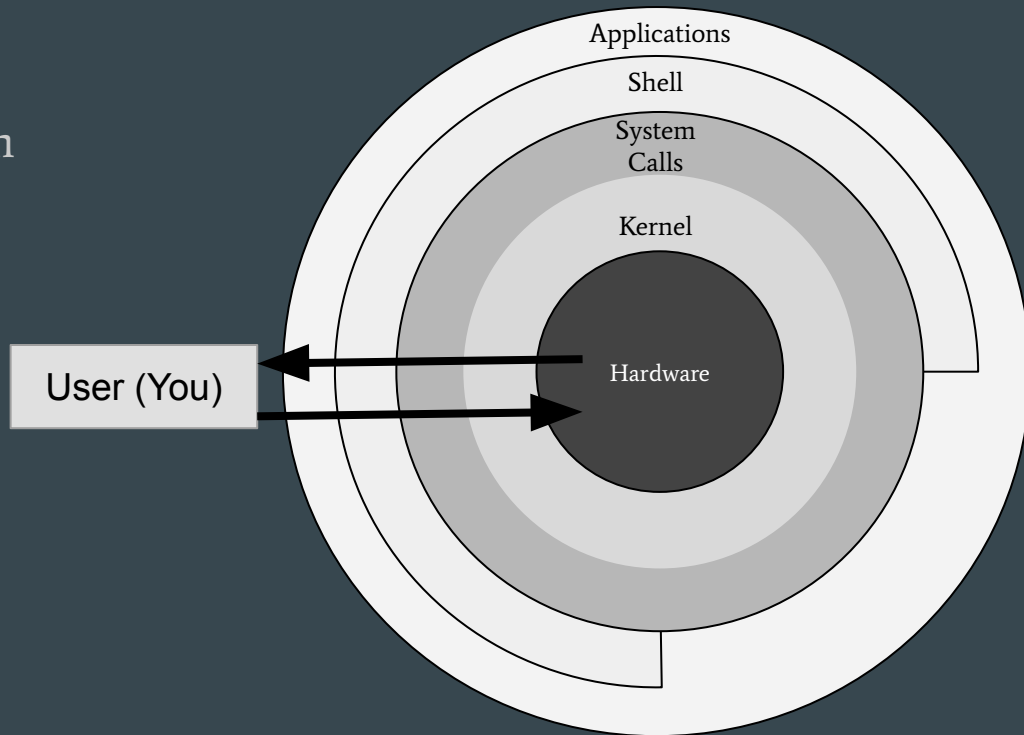 Applications
Shell
System
Calls
Kernel
Hardware
User (You)